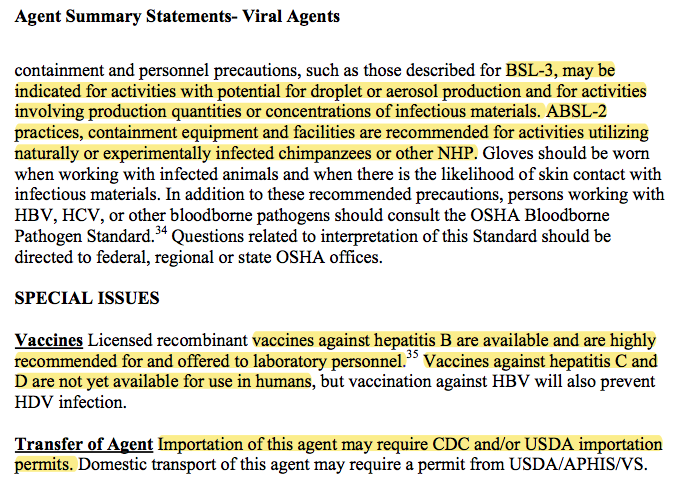 Agent Summary Statements- Viral Agents
containment and personnel precautions, such as those described for BSL-3, may be
indicated for activities with potential for droplet or aerosol production and for activities
involving production quantities or concentrations of infectious materials. ABSL-2
practices, containment equipment and facilities are recommended for activities utilizing
naturally or experimentally infected chimpanzees or other NHP. Gloves should be worn
when working with infected animals and when there is the likelihood of skin contact with
infectious materials. In addition to these recommended precautions, persons working with
HBV, HCV, or other bloodborne pathogens should consult the OSHA Bloodborne
Pathogen Standard.34 Questions related to interpretation of this Standard should be
directed to federal, regional or state OSHA offices.
SPECIAL ISSUES
Vaccines Licensed recombinant vaccines against hepatitis B are available and are highly
recommended for and offered to laboratory personnel.35 Vaccines against hepatitis C and
D are not yet available for use in humans, but vaccination against HBV will also prevent
HDV infection.
Transfer of Agent Importation of this agent may require CDC and/or USDA importation
permits. Domestic transport of this agent may require a permit from USDA/APHIS/VS.